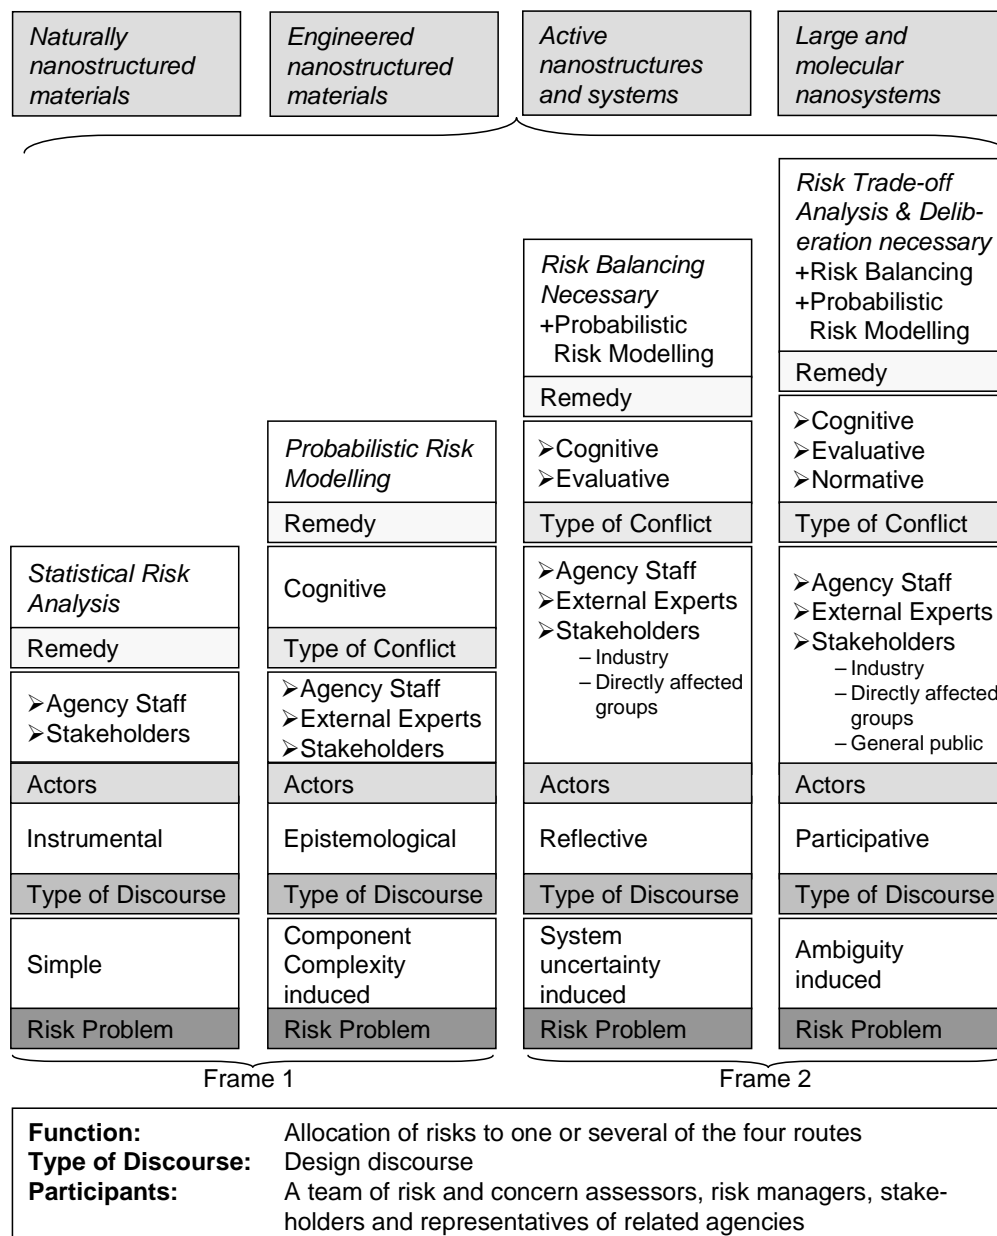 Naturally
nanostructured
materials
Engineered
nanostructured
materials
Active
nanostructures
and systems
Large and
molecular
nanosystems
Statistical Risk
Analysis
Remedy
➢Agency Staff
➢Stakeholders
Actors
Instrumental
Type of Discourse
Simple
Risk Problem
Probabilistic Risk
Modelling
Remedy
Cognitive
Type of Conflict
➢Agency Staff
➢External Experts
➢Stakeholders
Actors
Epistemological
Type of Discourse
Component
Complexity
induced
Risk Problem
Risk Balancing
Necessary
+Probabilistic
Risk Modelling
Remedy
➢Cognitive
➢Evaluative
Type of Conflict
➢Agency Staff
➢External Experts
➢Stakeholders
– Industry
– Directly affected
groups
Actors
Reflective
Type of Discourse
System
uncertainty
induced
Risk Problem
Risk Trade-off
Analysis & Delib-
eration necessary
+Risk Balancing
+Probabilistic
Risk Modelling
Remedy
➢Cognitive
➢Evaluative
➢Normative
Type of Conflict
➢Agency Staff
➢External Experts
➢Stakeholders
– Industry
– Directly affected
groups
– General public
Actors
Participative
Type of Discourse
Ambiguity
induced
Risk Problem
Frame 1
Frame 2
Function: Allocation of risks to one or several of the four routes
Type of Discourse: Design discourse
Participants: A team of risk and concern assessors, risk managers, stake-
holders and representatives of related agencies